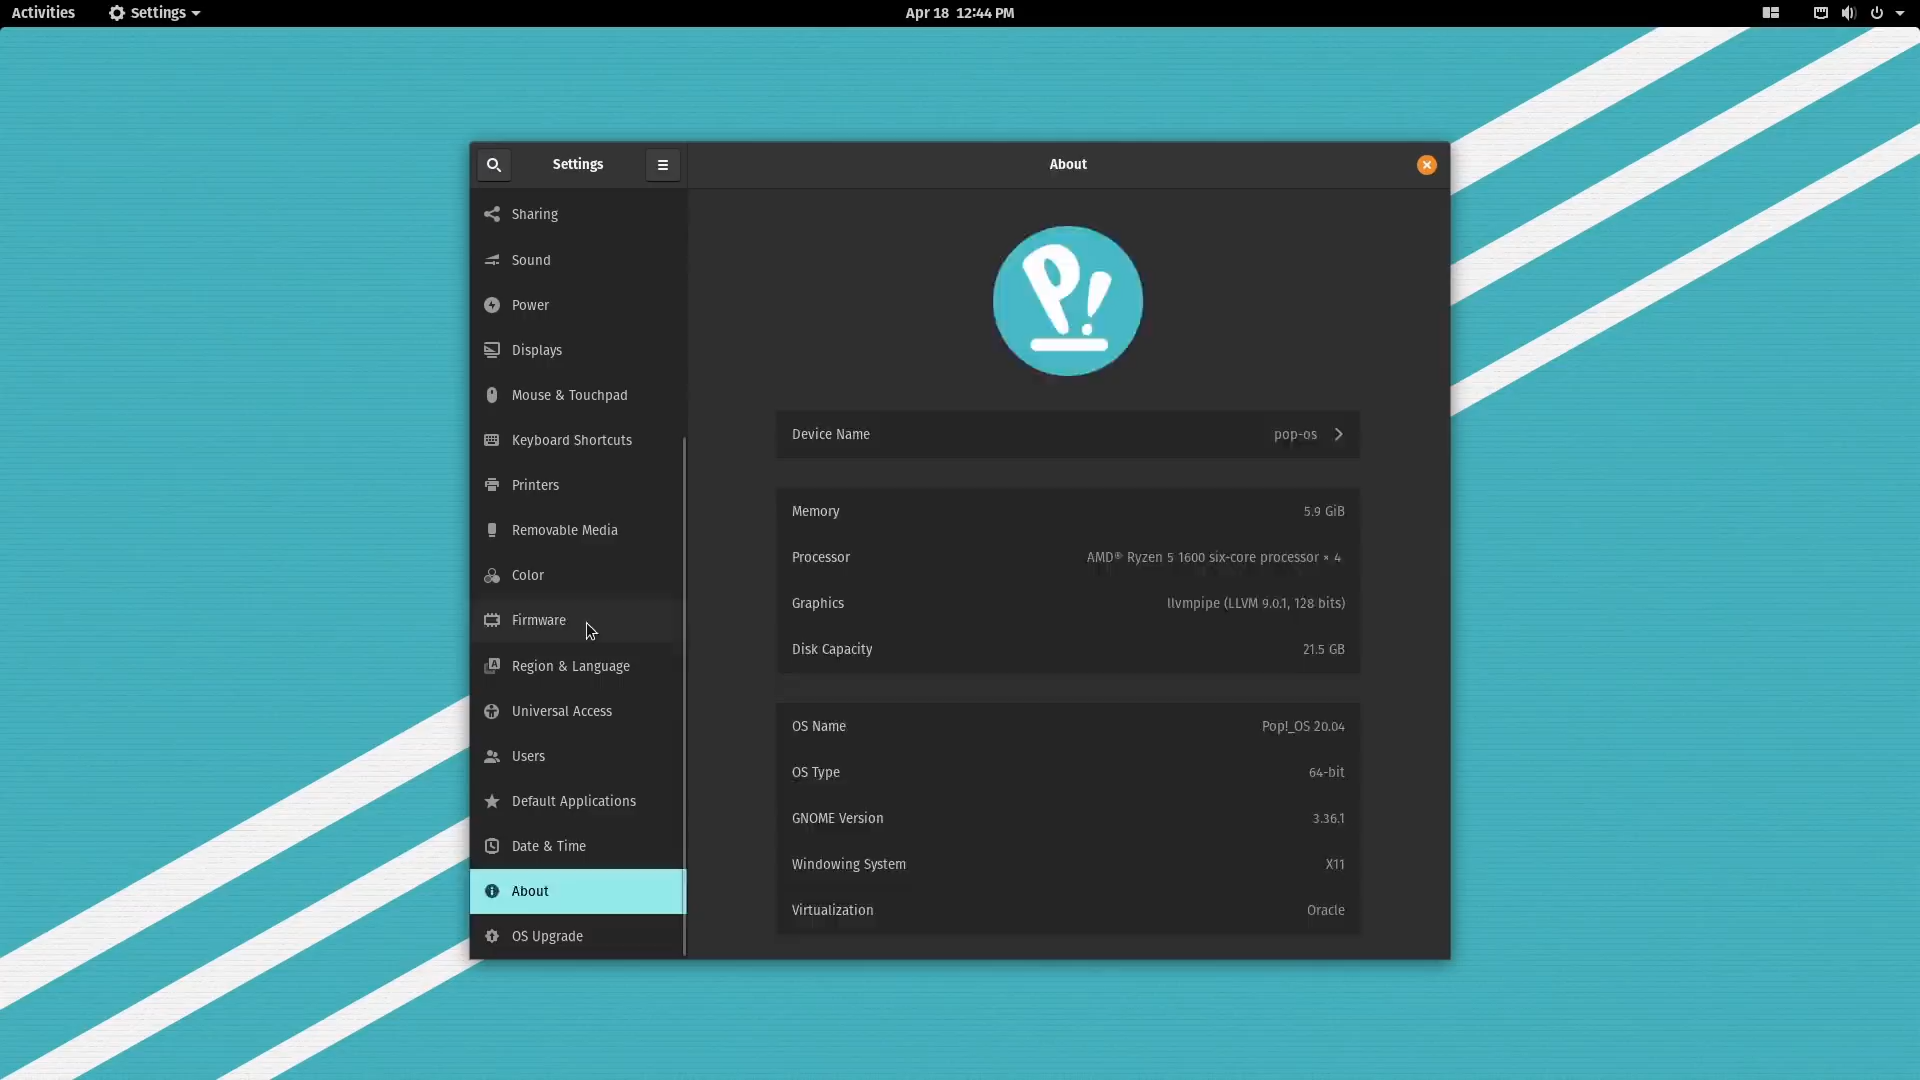 Activities Settings Apr 18 12:44 PM
Settings About
Sharing
Sound
Power
Displays
Mouse & Touchpad
Keyboard Shortcuts
Printers
Removable Media
Color
Firmware
Region & Language
Universal Access
Users
Default Applications
Date & Time
About
OS Upgrade
P!
Device Name pop-os
Memory 5.9 GiB
Processor AMD® Ryzen 5 1600 six-core processor × 4
Graphics llvmpipe (LLVM 9.0.1, 128 bits)
Disk Capacity 21.5 GB
OS Name Pop!_OS 20.04
OS Type 64-bit
GNOME Version 3.36.1
Windowing System X11
Virtualization Oracle